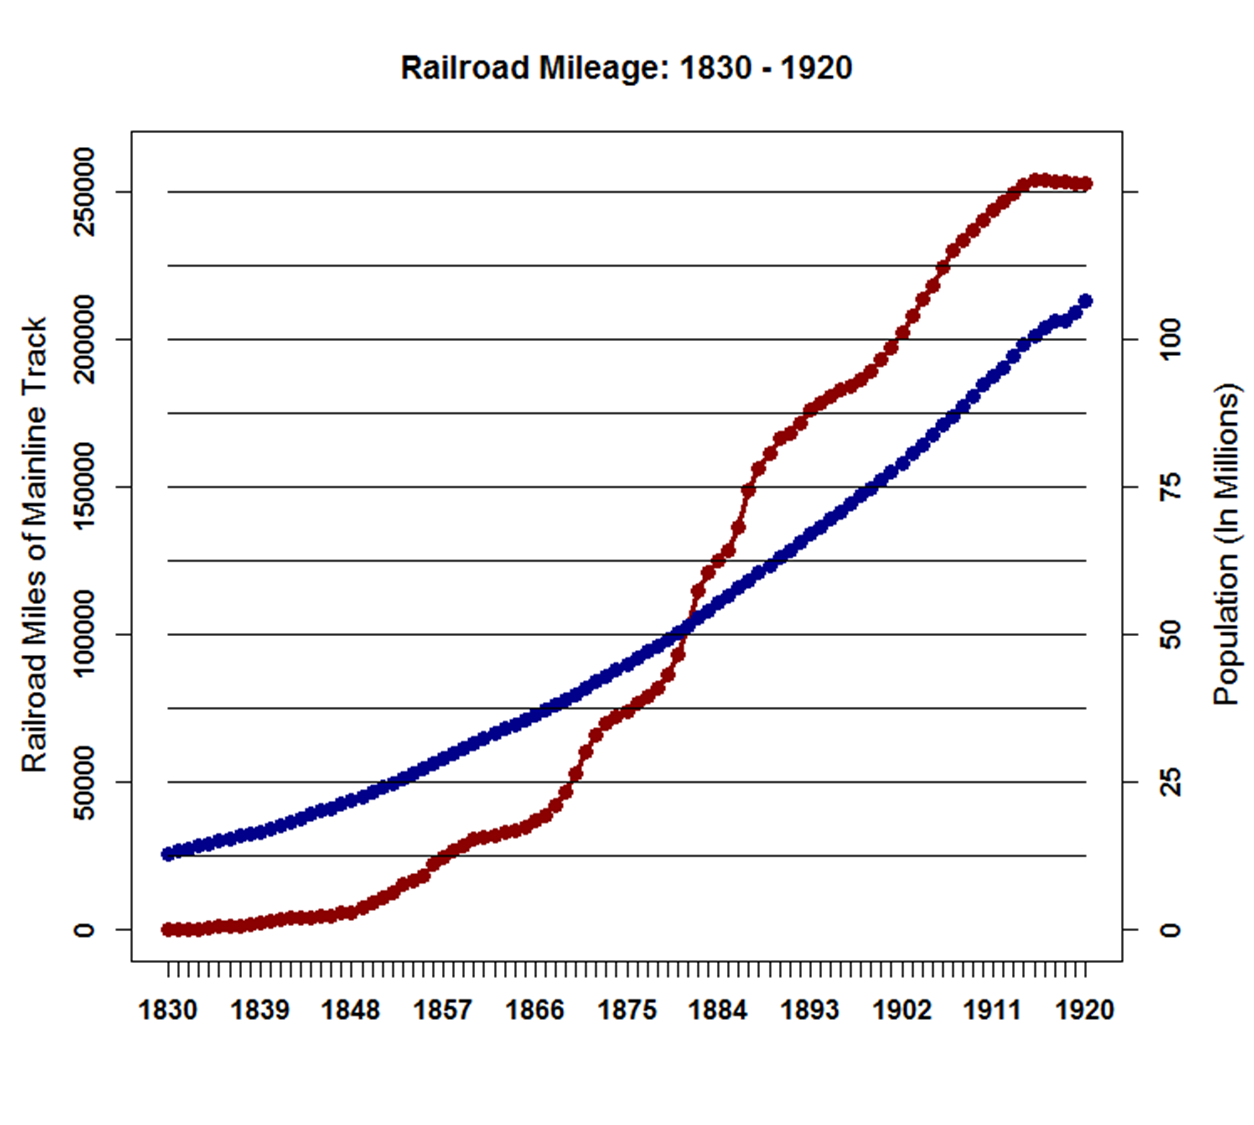 Railroad Mileage: 1830 - 1920
Railroad Miles of Mainline Track
250000
200000
150000
100000
50000
0
100
75
50
25
0
Population (In Millions)
1830 1839 1848 1857 1866 1875 1884 1893 1902 1911 1920